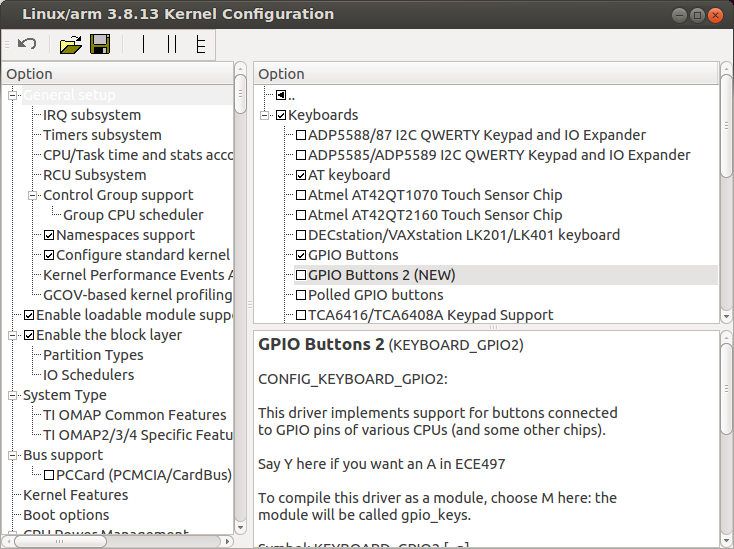 Linux/arm 3.8.13 Kernel Configuration
Option
General setup
IRQ subsystem
Timers subsystem
CPU/Task time and stats acco
RCU Subsystem
Control Group support
Group CPU scheduler
Namespaces support
Configure standard kernel
Kernel Performance Events A
GCOV-based kernel profiling
Enable loadable module supp
Enable the block layer
Partition Types
IO Schedulers
System Type
TI OMAP Common Features
TI OMAP2/3/4 Specific Featu
Bus support
PCCard (PCMCIA/CardBus)
Kernel Features
Boot options
CPU Power Management
Option
..
Keyboards
ADP5588/87 I2C QWERTY Keypad and IO Expander
ADP5585/ADP5589 I2C QWERTY Keypad and IO Expander
AT keyboard
Atmel AT42QT1070 Touch Sensor Chip
Atmel AT42QT2160 Touch Sensor Chip
DECstation/VAXstation LK201/LK401 keyboard
GPIO Buttons
GPIO Buttons 2 (NEW)
Polled GPIO buttons
TCA6416/TCA6408A Keypad Support
GPIO Buttons 2 (KEYBOARD_GPIO2)
CONFIG_KEYBOARD_GPIO2:
This driver implements support for buttons connected
to GPIO pins of various CPUs (and some other chips).
Say Y here if you want an A in ECE497
To compile this driver as a module, choose M here: the
module will be called gpio_keys.
Symbol: KEYBOARD_GPIO2 [=n]